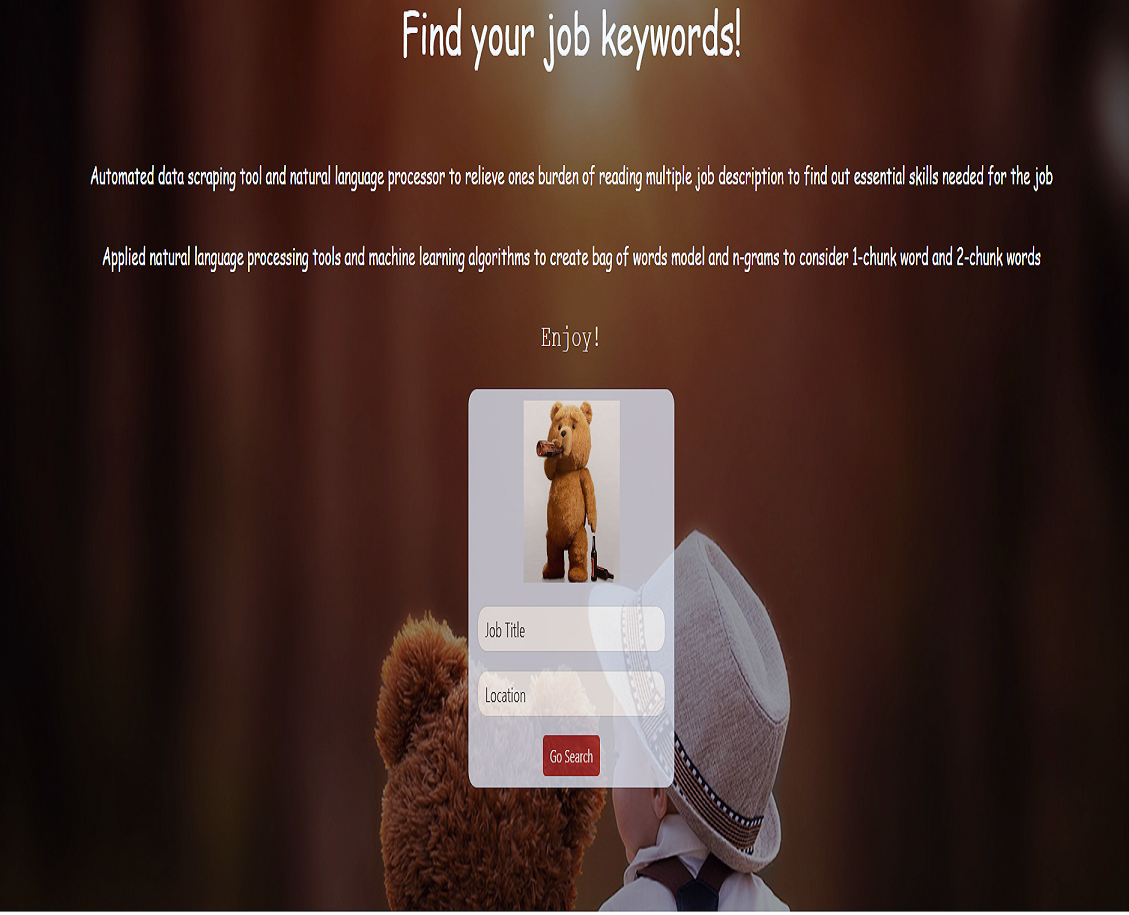 Find your job keywords!
Automated data scraping tool and natural language processor to relieve ones burden of reading multiple job description to find out essential skills needed for the job
Applied natural language processing tools and machine learning algorithms to create bag of words model and n-grams to consider 1-chunk word and 2-chunk words
Enjoy!
Job Title
Location
Go Search